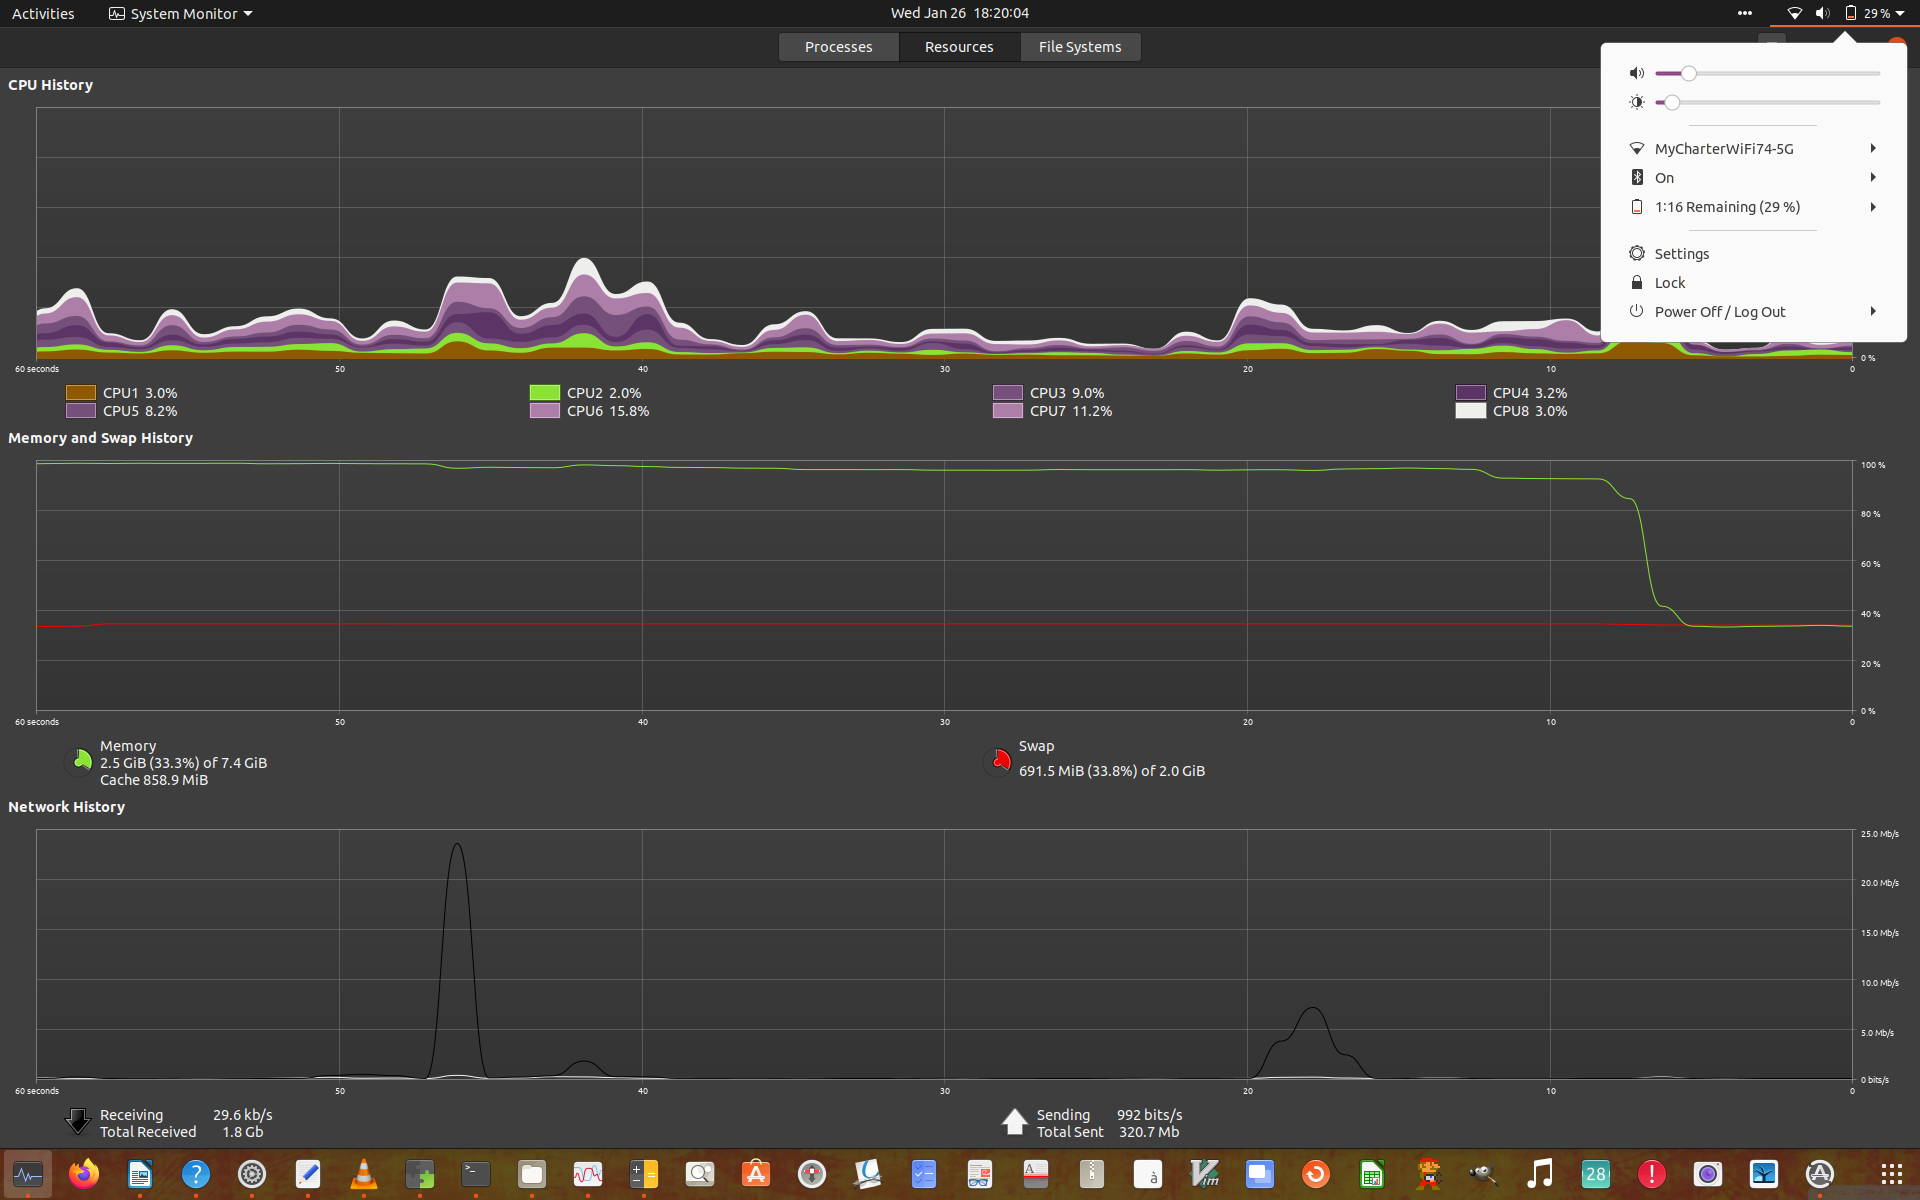 Activities
System Monitor
Wed Jan 26 18:20:04
29 %
Processes
Resources
File Systems
MyCharterWiFi74-5G
On
1:16 Remaining (29 %)
Settings
Lock
Power Off / Log Out
CPU History
0 %
60 seconds 50 40 30 20 10 0
CPU1 3.0% CPU2 2.0% CPU3 9.0% CPU4 3.2%
CPU5 8.2% CPU6 15.8% CPU7 11.2% CPU8 3.0%
Memory and Swap History
100 %
80 %
60 %
40 %
20 %
0 %
60 seconds 50 40 30 20 10 0
Memory
2.5 GiB (33.3%) of 7.4 GiB
Cache 858.9 MiB
Swap
691.5 MiB (33.8%) of 2.0 GiB
Network History
25.0 Mb/s
20.0 Mb/s
15.0 Mb/s
10.0 Mb/s
5.0 Mb/s
0 bits/s
60 seconds 50 40 30 20 10 0
Receiving 29.6 kb/s
Total Received 1.8 Gb
Sending 992 bits/s
Total Sent 320.7 Mb
?
>_
A
à
Vim
28
!
A